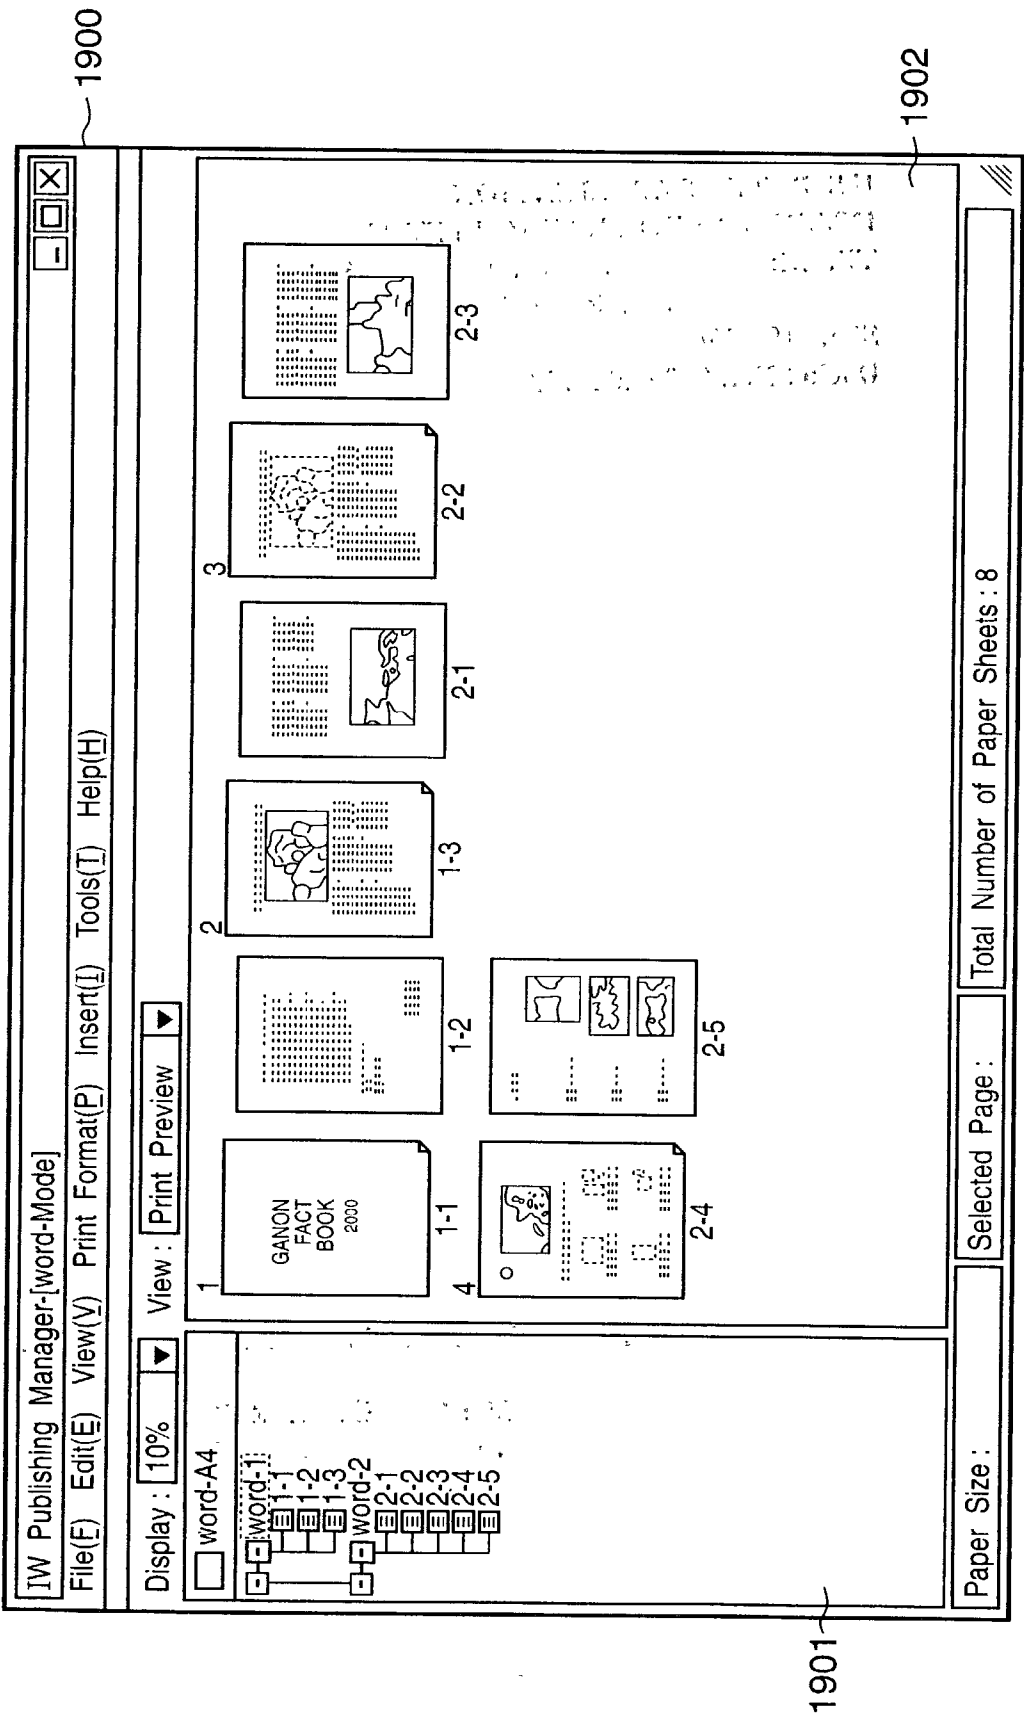 1900
IW Publishing Manager-[word-Mode]
File(F) Edit(E) View(V) Print Format(P) Insert(I) Tools(T) Help(H)
Display : 10% View : Print Preview
word-A4
word-1
1-1
1-2
1-3
word-2
2-1
2-2
2-3
2-4
2-5
1 2 3
GANON
FACT
BOOK
2000
1-1 1-2 1-3 2-1 2-2 2-3
4
2-4 2-5
1901
1902
Paper Size : Selected Page : Total Number of Paper Sheets : 8